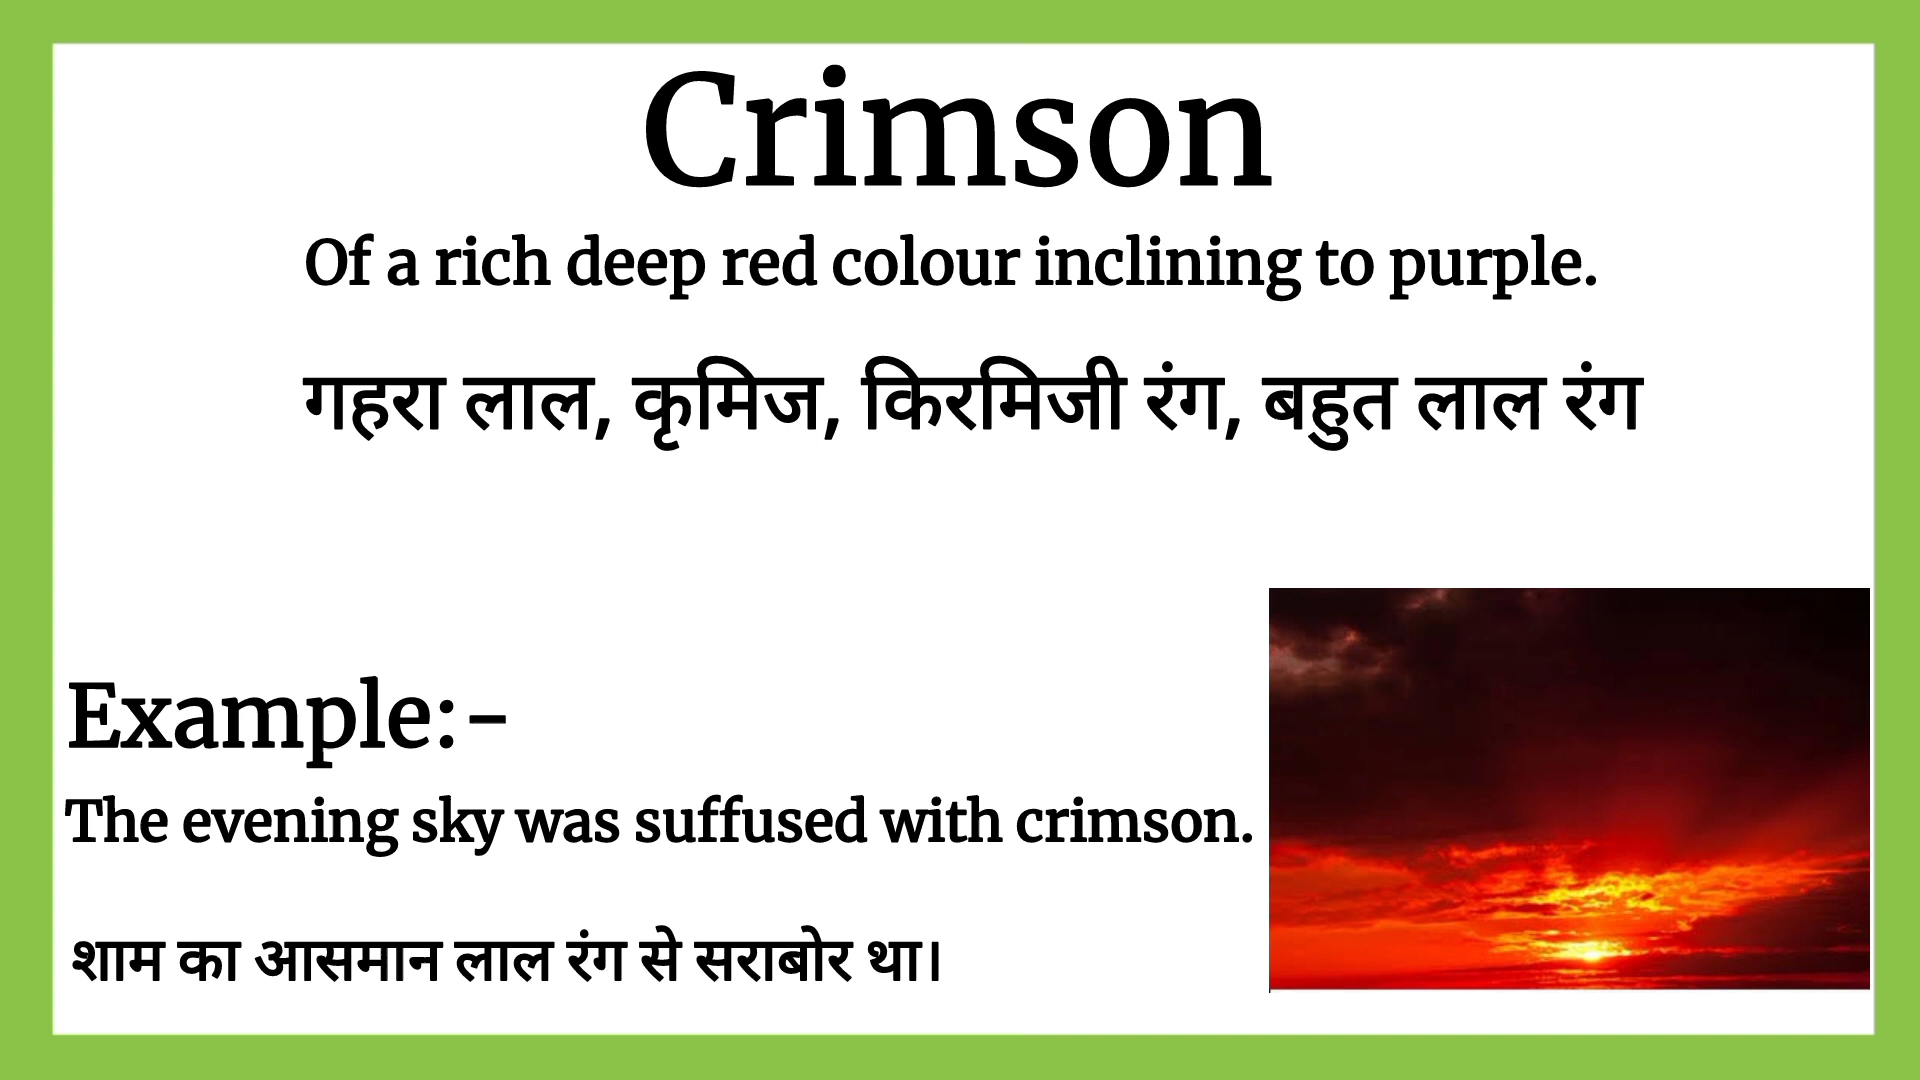 Crimson
Of a rich deep red colour inclining to purple.
गहरा लाल, कृमिज, किरमिजी रंग, बहुत लाल रंग
Example:-
The evening sky was suffused with crimson.
शाम का आसमान लाल रंग से सराबोर था।